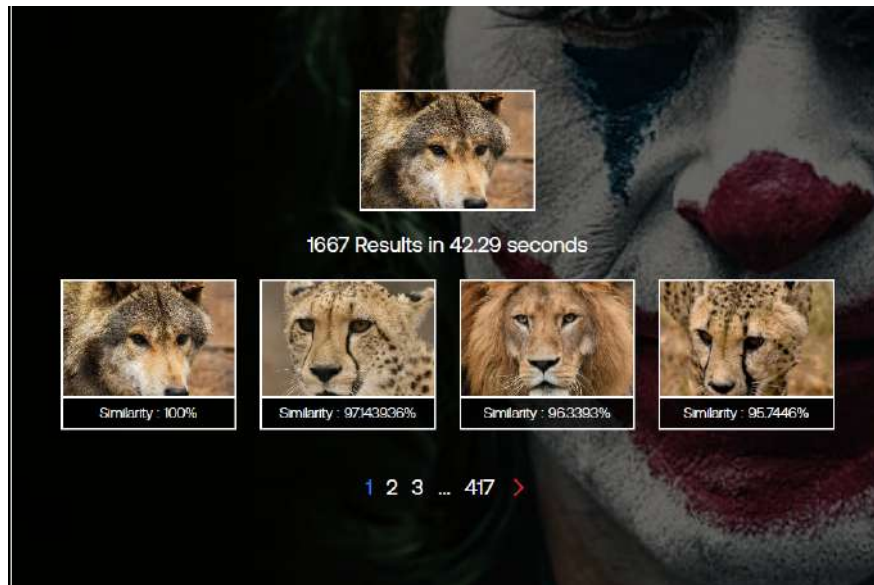 1667 Results in 42.29 seconds
Similarity : 100%
Similarity : 97.143936%
Similarity : 96.3393%
Similarity : 95.7446%
1 2 3 ... 417 >